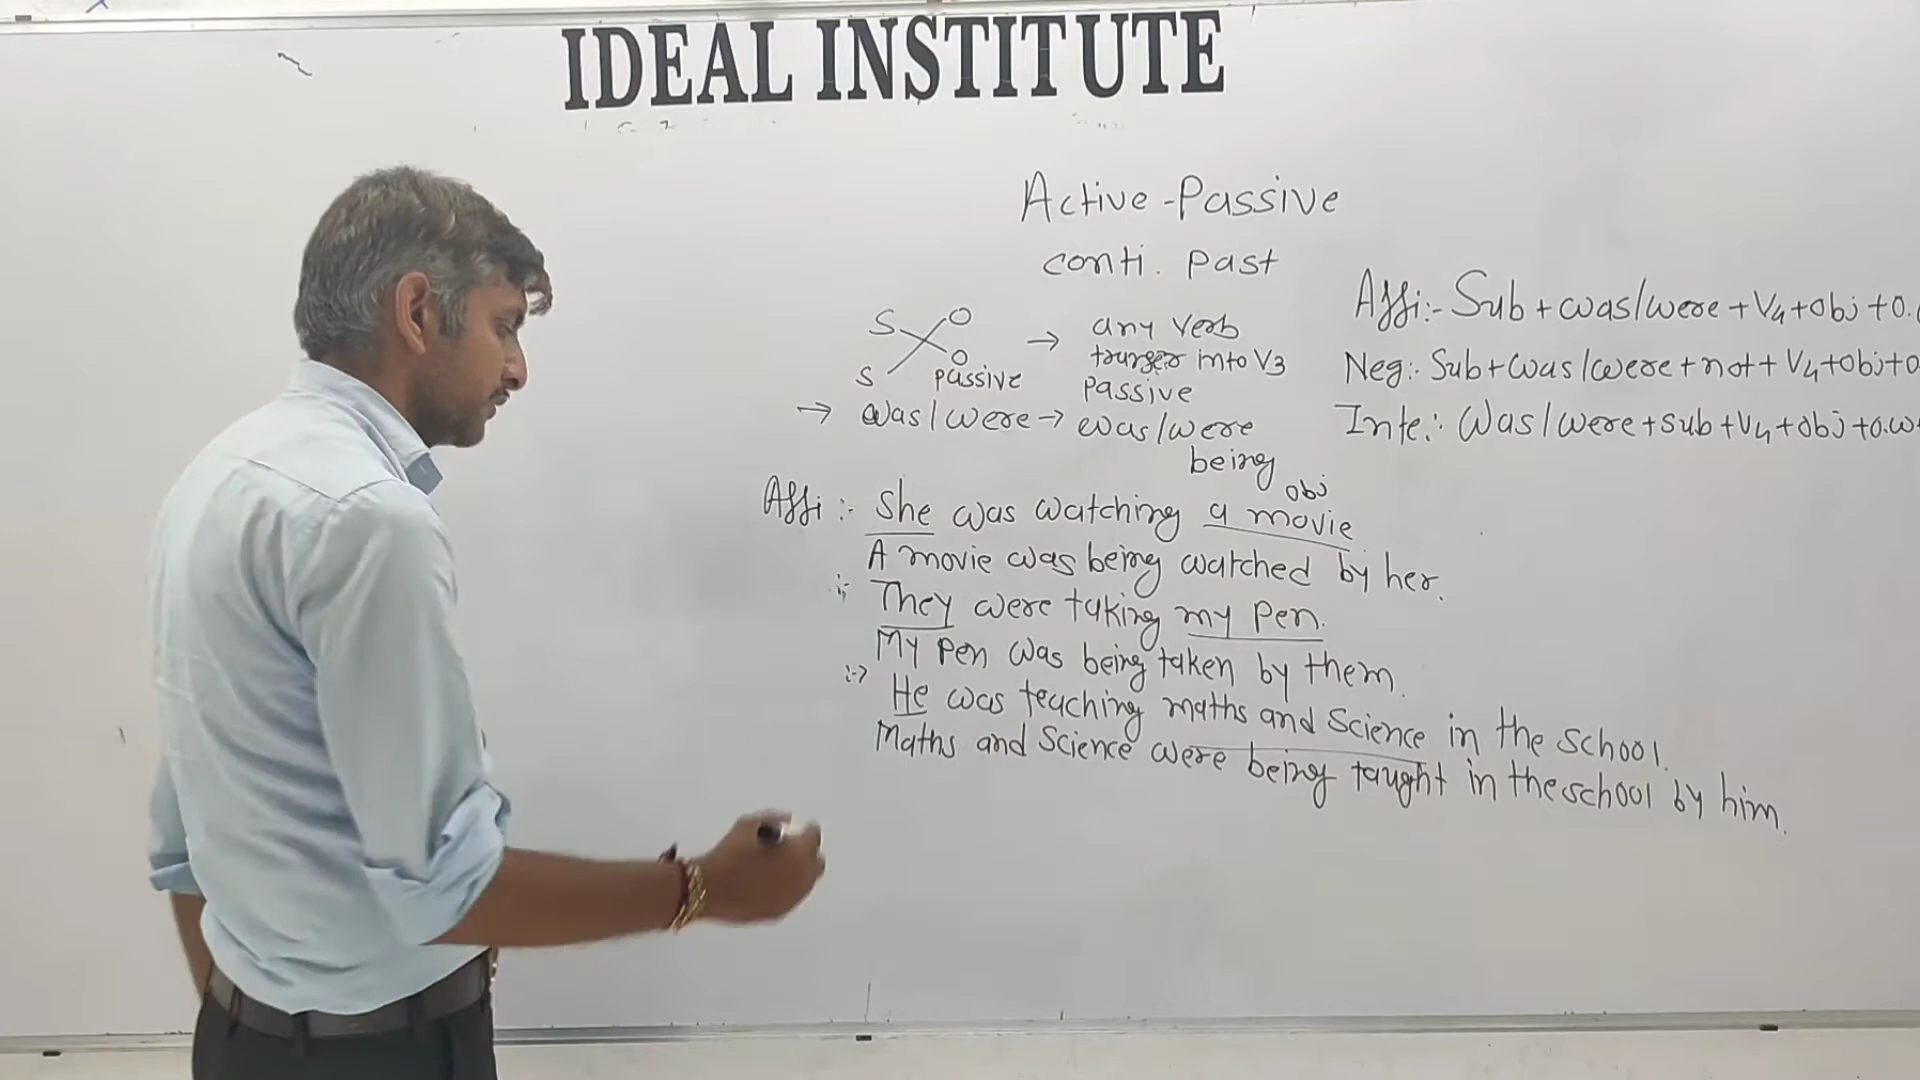 IDEAL INSTITUTE
Active-Passive
conti. Past
S O → any verb
S O Passive into V3
Passive
→ was/were → was/were
being
Affi:- Sub+was/were+V4+obj+o.
Neg:- Sub+was/were+not+V4+obj+o
Inte:- Was/were+sub+V4+obj+o.w
obj
Affi:- She was watching a movie
A movie was being watched by her.
:- They were taking my pen.
My pen was being taken by them.
:-> He was teaching maths and Science in the school.
Maths and Science were being taught in the school by him.